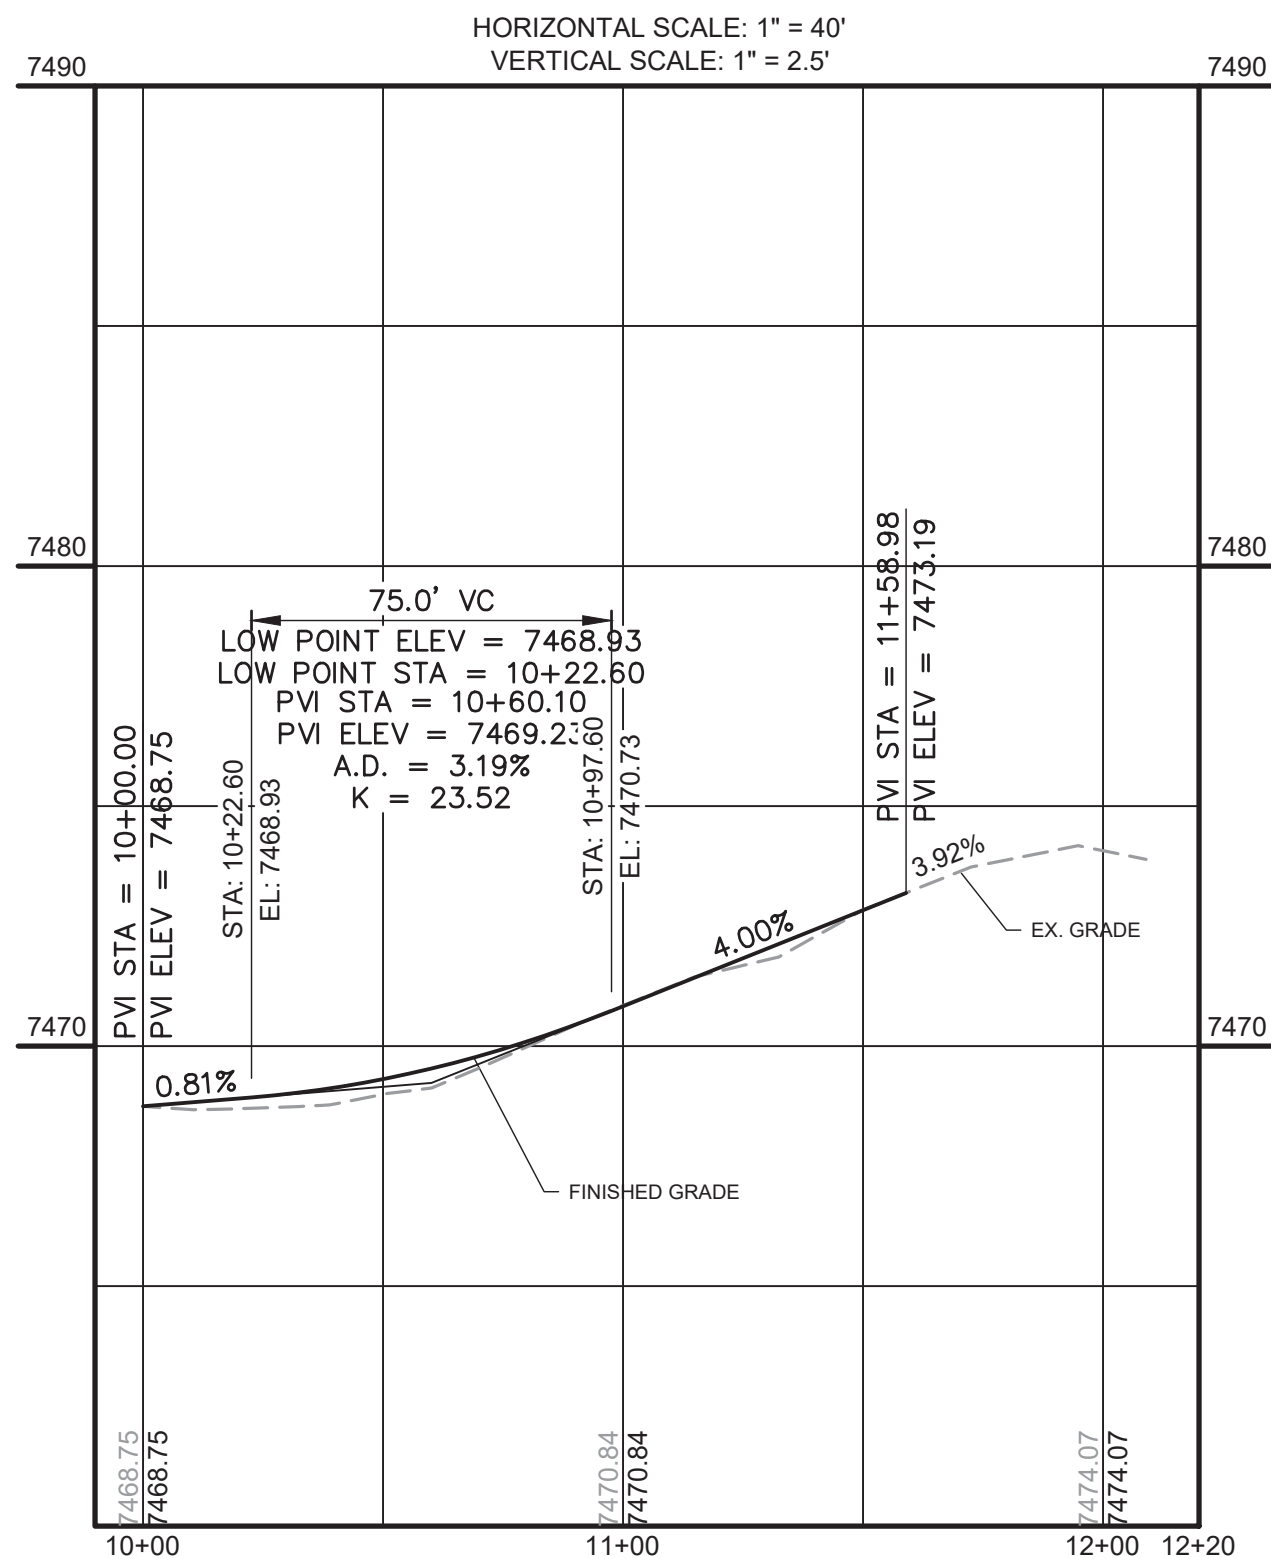 HORIZONTAL SCALE: 1" = 40'
VERTICAL SCALE: 1" = 2.5'
7490
7490
7480
7480
75.0' VC
LOW POINT ELEV = 7468.93
LOW POINT STA = 10+22.60
PVI STA = 10+60.10
PVI ELEV = 7469.23
A.D. = 3.19%
K = 23.52
PVI STA = 10+00.00
PVI ELEV = 7468.75
STA: 10+22.60
EL: 7468.93
STA: 10+97.60
EL: 7470.73
PVI STA = 11+58.98
PVI ELEV = 7473.19
3.92%
4.00%
EX. GRADE
7470
7470
0.81%
FINISHED GRADE
7468.75
7468.75
7470.84
7470.84
7474.07
7474.07
10+00
11+00
12+00
12+20